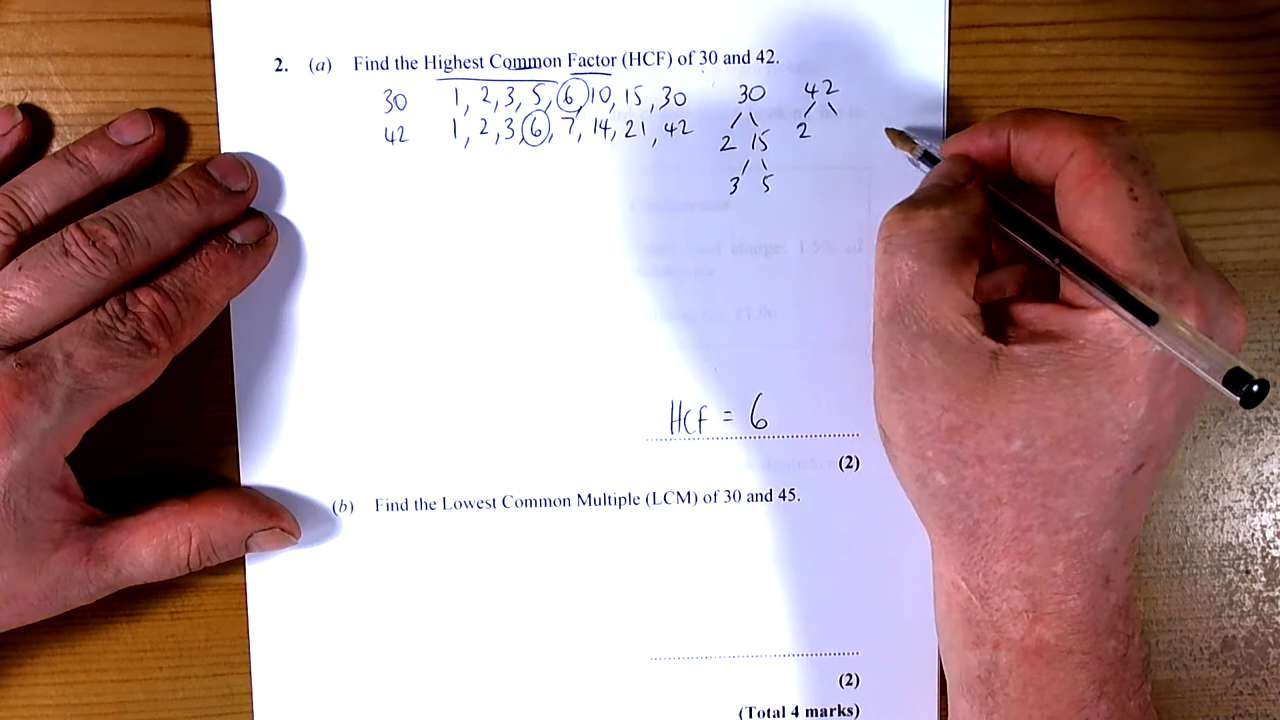 2. (a) Find the Highest Common Factor (HCF) of 30 and 42.
30 1, 2, 3, 5, 6, 10, 15, 30
42 1, 2, 3, 6, 7, 14, 21, 42
30 42
2 15 2
3 5
HCF = 6
(2)
(b) Find the Lowest Common Multiple (LCM) of 30 and 45.
(2)
(Total 4 marks)